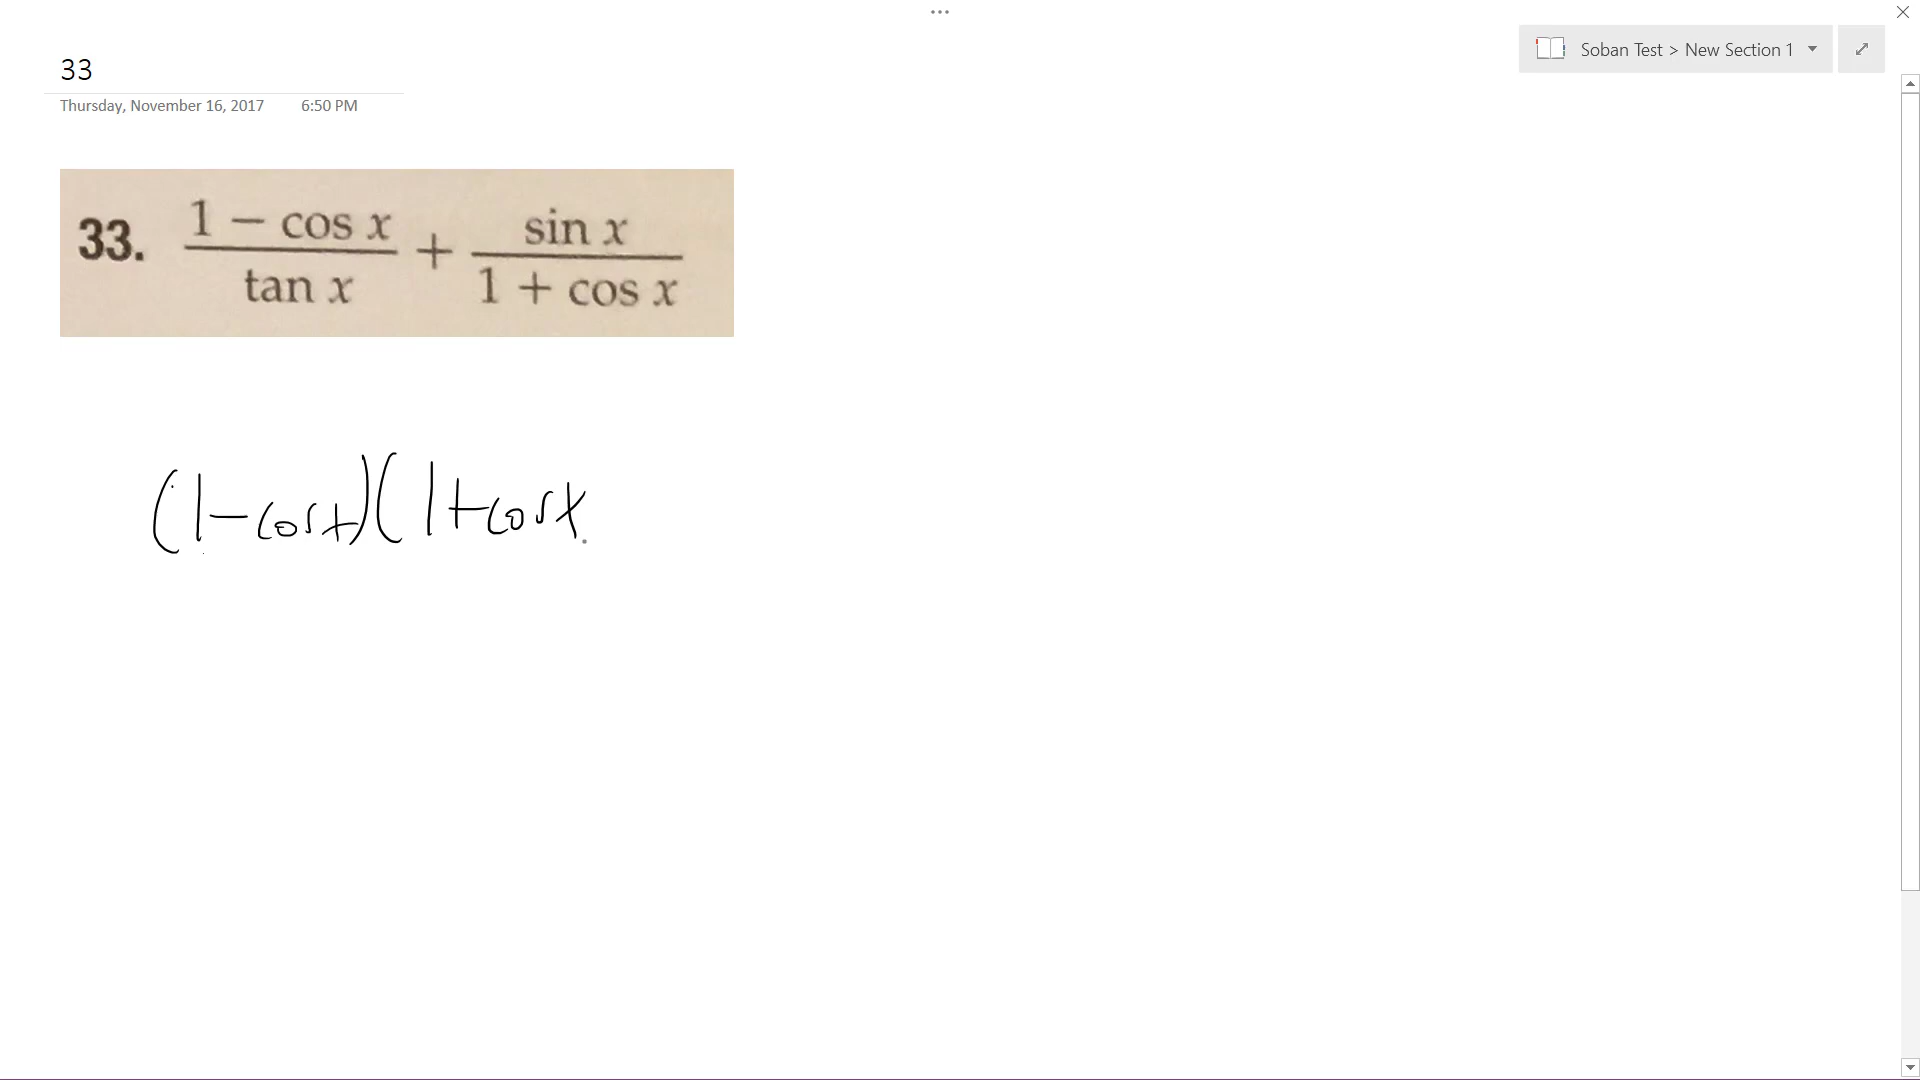 ...
Soban Test > New Section 1
33
Thursday, November 16, 2017 6:50 PM
33. (1 − cos x)/(tan x) + (sin x)/(1 + cos x)
(1-cosx)(1+cosx